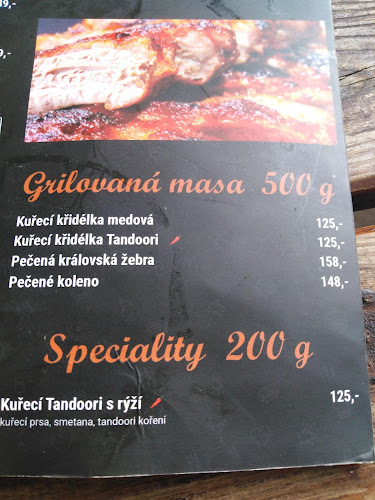 Grilovaná masa 500 g
Kuřecí křidélka medová 125,-
Kuřecí křidélka Tandoori 125,-
Pečená královská žebra 158,-
Pečené koleno 148,-
Speciality 200 g
Kuřecí Tandoori s rýží 125,-
kuřecí prsa, smetana, tandoori koření